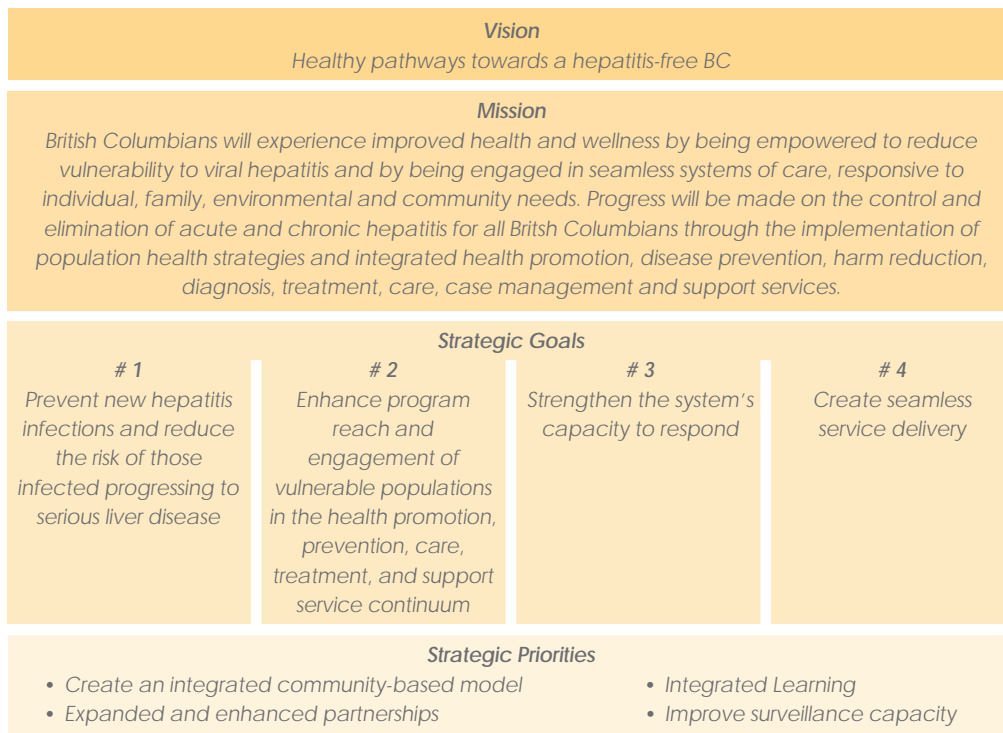 Vision
Healthy pathways towards a hepatitis-free BC
Mission
British Columbians will experience improved health and wellness by being empowered to reduce
vulnerability to viral hepatitis and by being engaged in seamless systems of care, responsive to
individual, family, environmental and community needs. Progress will be made on the control and
elimination of acute and chronic hepatitis for all Britsh Columbians through the implementation of
population health strategies and integrated health promotion, disease prevention, harm reduction,
diagnosis, treatment, care, case management and support services.
Strategic Goals
# 1
Prevent new hepatitis
infections and reduce
the risk of those
infected progressing to
serious liver disease
# 2
Enhance program
reach and
engagement of
vulnerable populations
in the health promotion,
prevention, care,
treatment, and support
service continuum
# 3
Strengthen the system's
capacity to respond
# 4
Create seamless
service delivery
Strategic Priorities
• Create an integrated community-based model
• Expanded and enhanced partnerships
• Integrated Learning
• Improve surveillance capacity